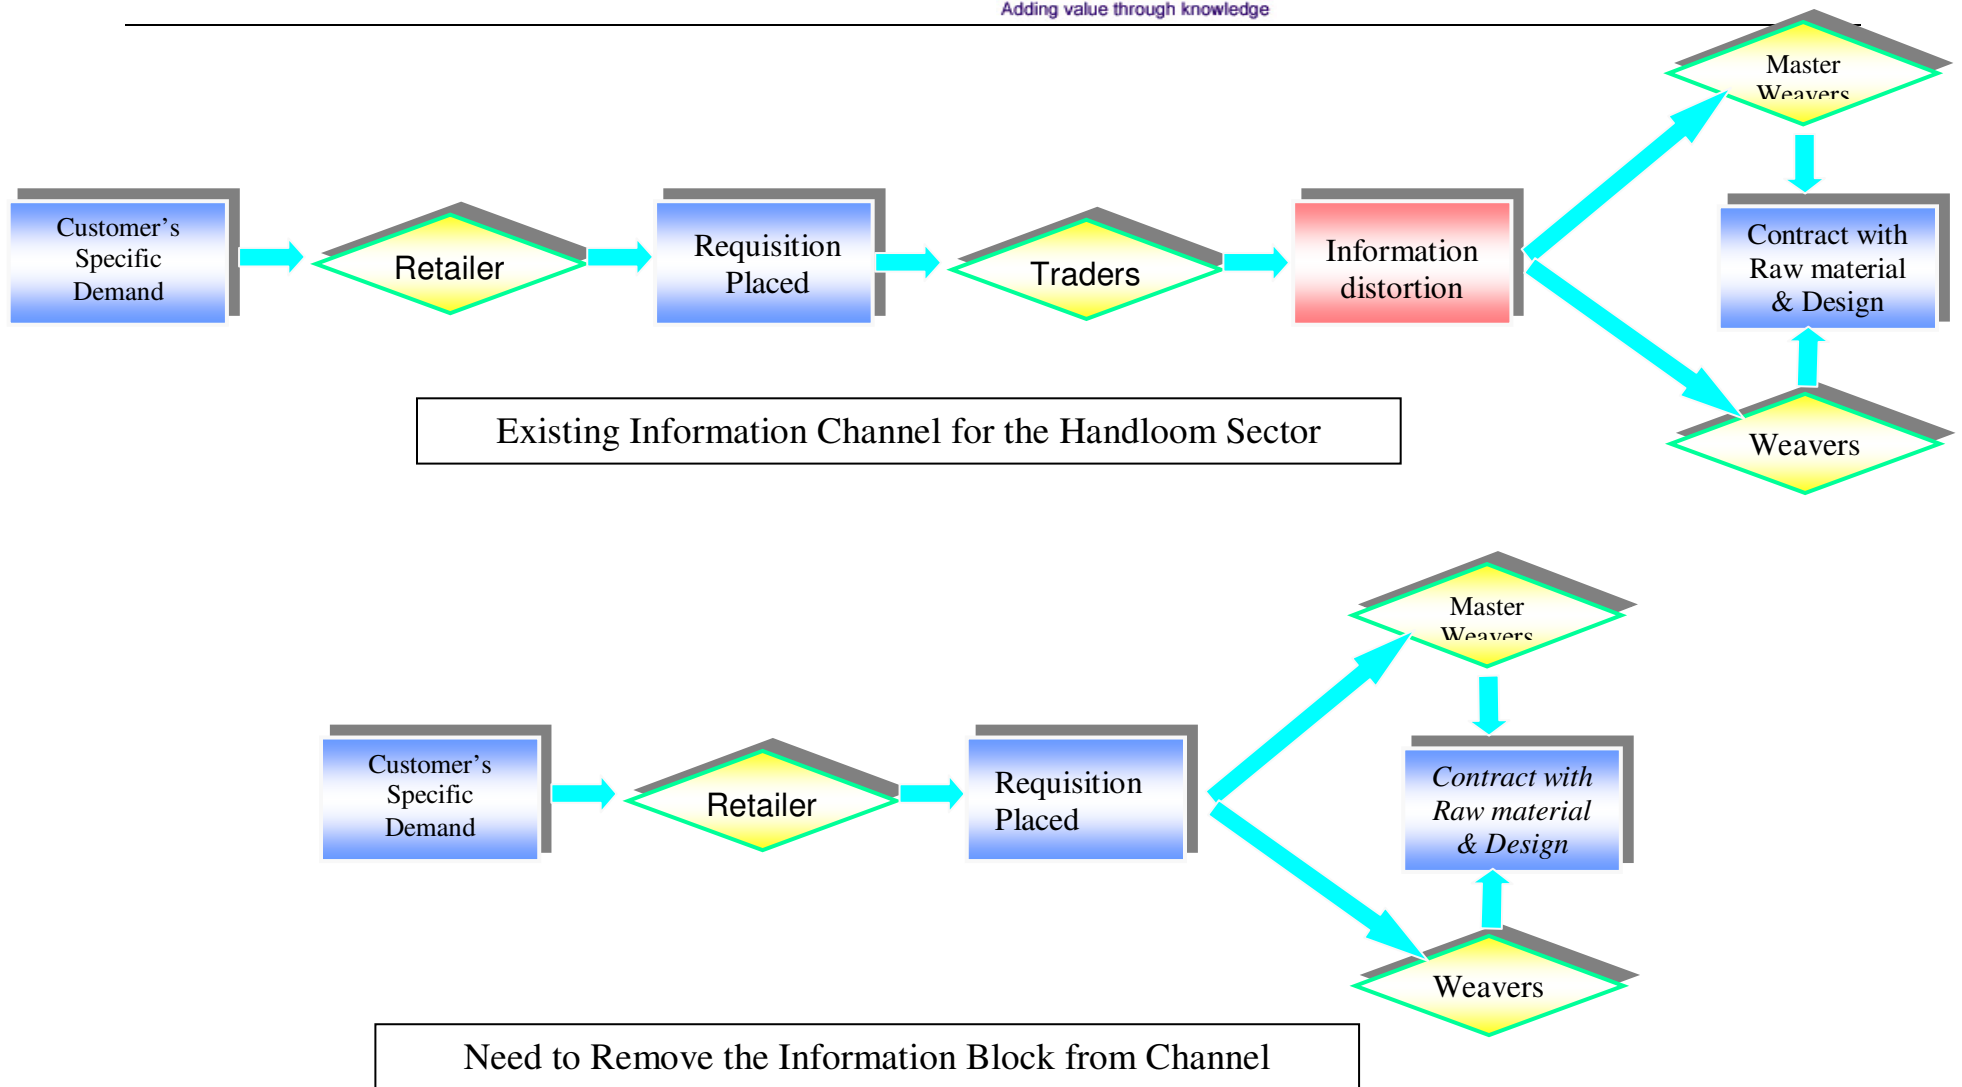 Adding value through knowledge
Master
Weavers
Customer's
Specific
Demand
Retailer
Requisition
Placed
Traders
Information
distortion
Contract with
Raw material
& Design
Weavers
Existing Information Channel for the Handloom Sector
Master
Weavers
Customer's
Specific
Demand
Retailer
Requisition
Placed
Contract with
Raw material
& Design
Weavers
Need to Remove the Information Block from Channel